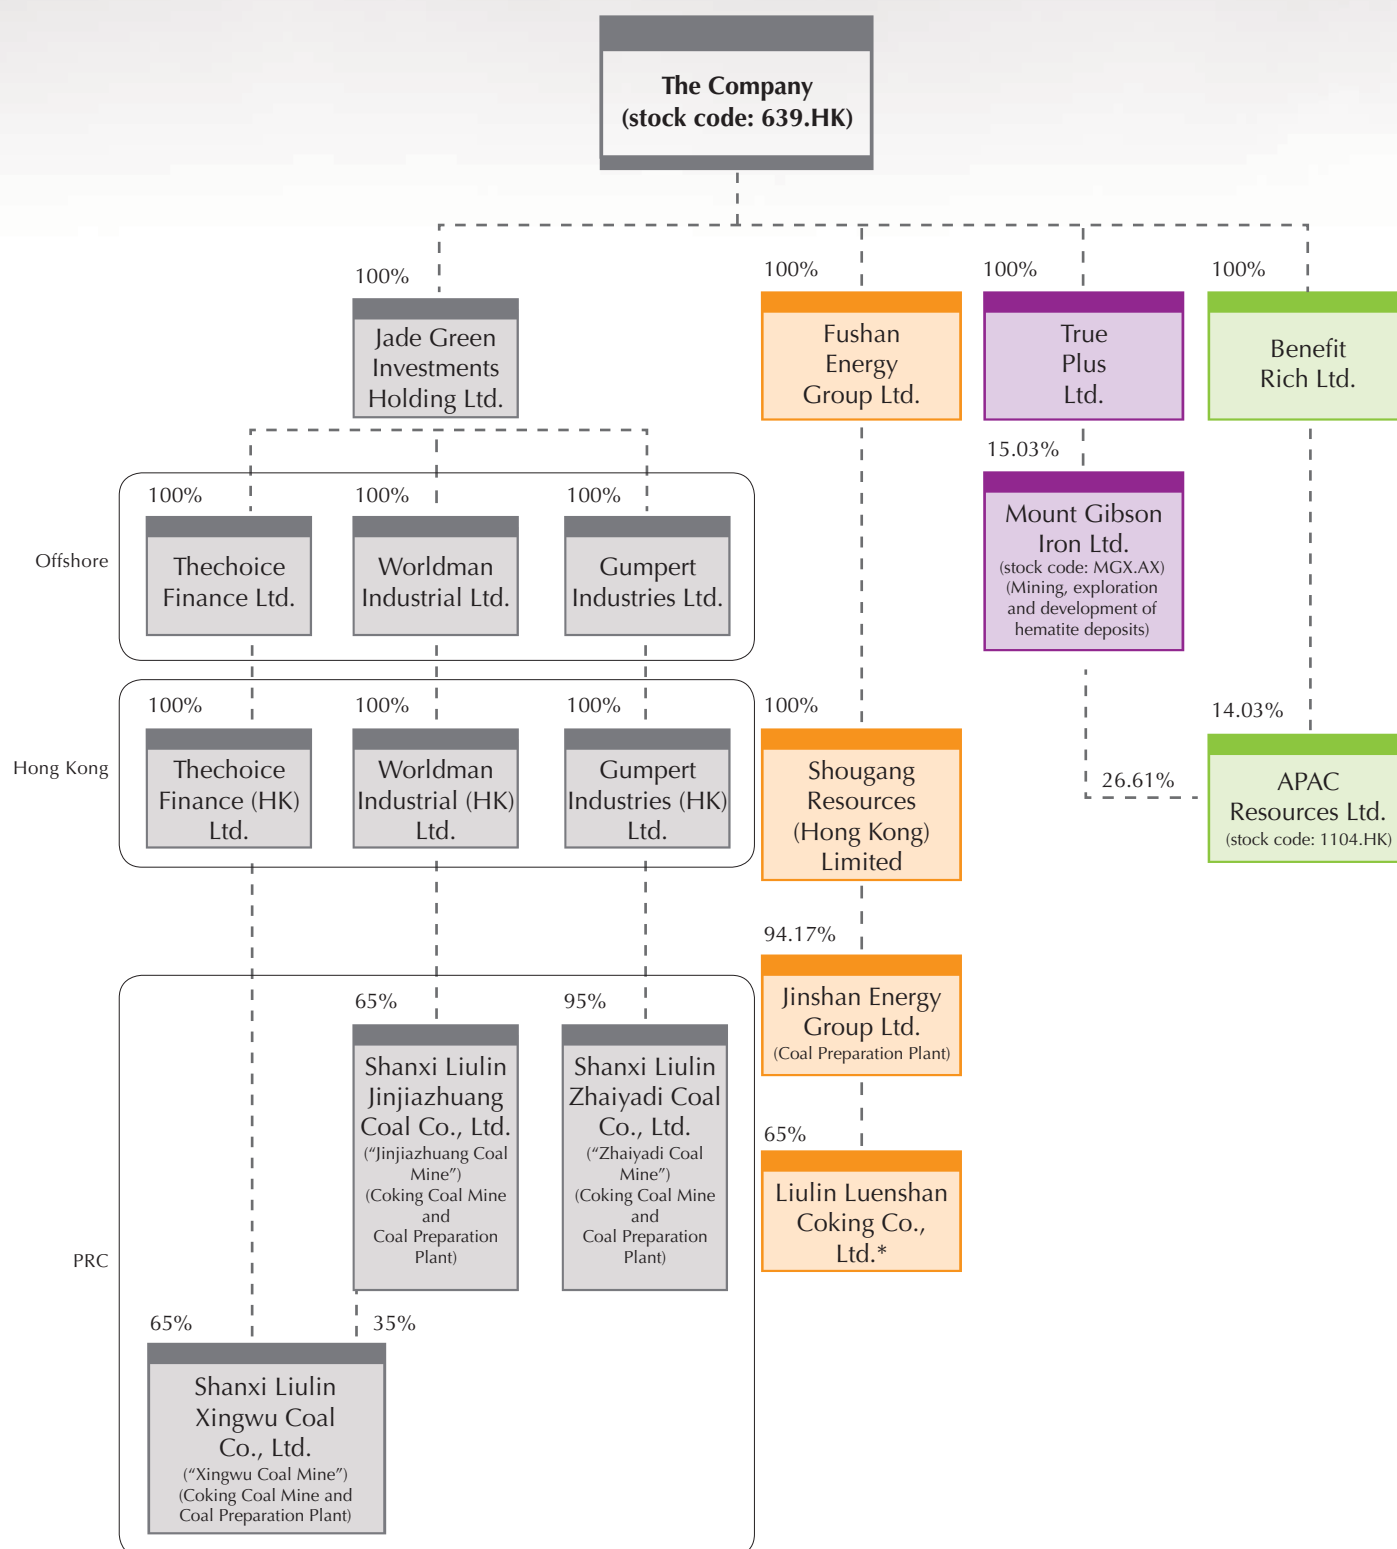 The Company
(stock code: 639.HK)
100%
Jade Green
Investments
Holding Ltd.
100%
Fushan
Energy
Group Ltd.
100%
True
Plus
Ltd.
100%
Benefit
Rich Ltd.
Offshore
100%
Thechoice
Finance Ltd.
100%
Worldman
Industrial Ltd.
100%
Gumpert
Industries Ltd.
15.03%
Mount Gibson
Iron Ltd.
(stock code: MGX.AX)
(Mining, exploration
and development of
hematite deposits)
Hong Kong
100%
Thechoice
Finance (HK)
Ltd.
100%
Worldman
Industrial (HK)
Ltd.
100%
Gumpert
Industries (HK)
Ltd.
100%
Shougang
Resources
(Hong Kong)
Limited
26.61%
14.03%
APAC
Resources Ltd.
(stock code: 1104.HK)
94.17%
Jinshan Energy
Group Ltd.
(Coal Preparation Plant)
PRC
65%
Shanxi Liulin
Jinjiazhuang
Coal Co., Ltd.
(“Jinjiazhuang Coal
Mine”)
(Coking Coal Mine
and
Coal Preparation
Plant)
95%
Shanxi Liulin
Zhaiyadi Coal
Co., Ltd.
(“Zhaiyadi Coal
Mine”)
(Coking Coal Mine
and
Coal Preparation
Plant)
65%
Liulin Luenshan
Coking Co.,
Ltd.*
65%
35%
Shanxi Liulin
Xingwu Coal
Co., Ltd.
(“Xingwu Coal Mine”)
(Coking Coal Mine and
Coal Preparation Plant)